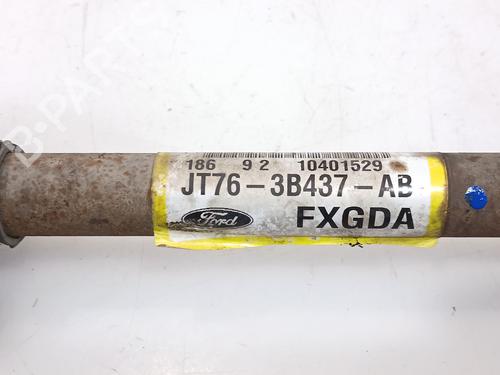 186 9 2 10401529
JT76-3B437-AB
Ford FXGDA
B-PARTS